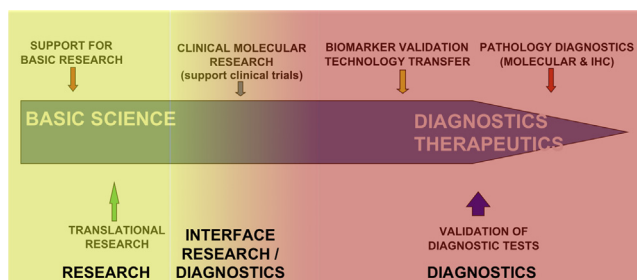 SUPPORT FOR
BASIC RESEARCH
CLINICAL MOLECULAR
RESEARCH
(support clinical trials)
BIOMARKER VALIDATION
TECHNOLOGY TRANSFER
PATHOLOGY DIAGNOSTICS
(MOLECULAR & IHC)
BASIC SCIENCE
DIAGNOSTICS
THERAPEUTICS
TRANSLATIONAL
RESEARCH
VALIDATION OF
DIAGNOSTIC TESTS
RESEARCH
INTERFACE
RESEARCH /
DIAGNOSTICS
DIAGNOSTICS